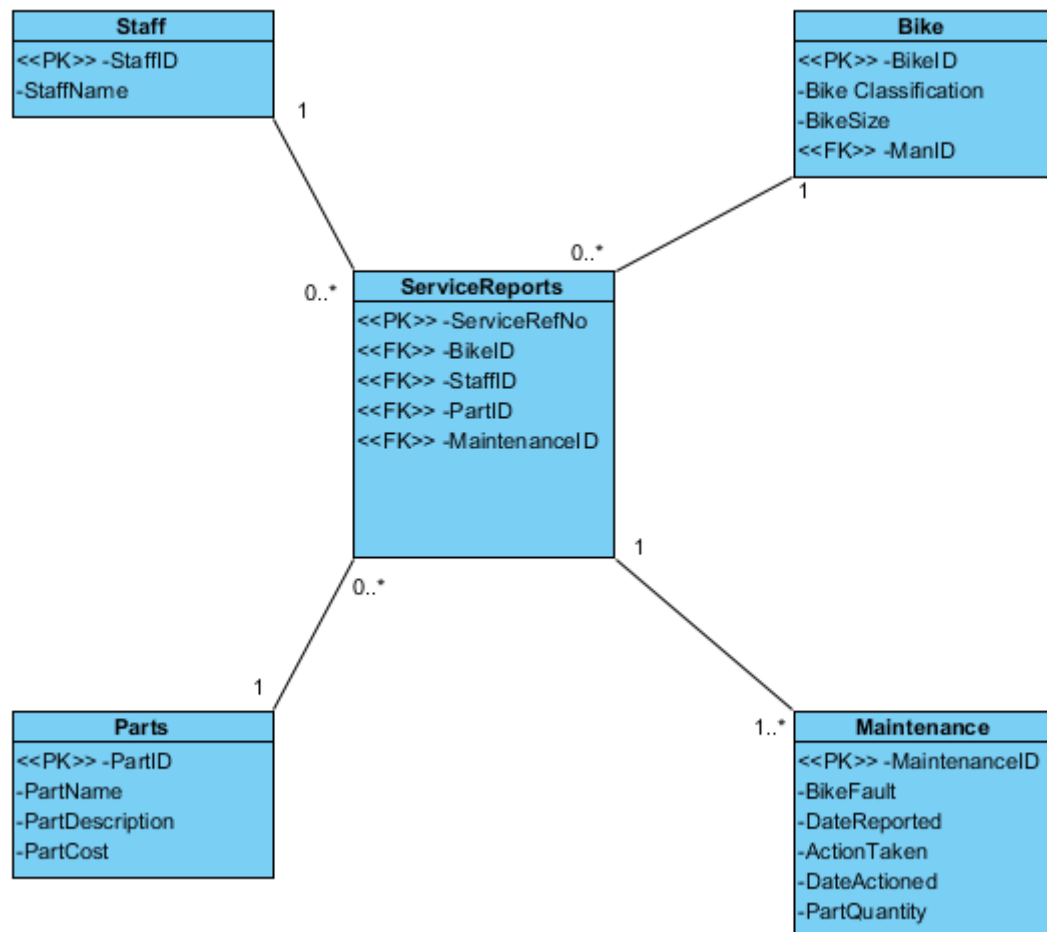 Staff
<<PK>> -StaffID
-StaffName
1
Bike
<<PK>> -BikeID
-Bike Classification
-BikeSize
<<FK>> -ManID
1
0..*
0..*
ServiceReports
<<PK>> -ServiceRefNo
<<FK>> -BikeID
<<FK>> -StaffID
<<FK>> -PartID
<<FK>> -MaintenanceID
1
0..*
1
1..*
Parts
<<PK>> -PartID
-PartName
-PartDescription
-PartCost
Maintenance
<<PK>> -MaintenanceID
-BikeFault
-DateReported
-ActionTaken
-DateActioned
-PartQuantity